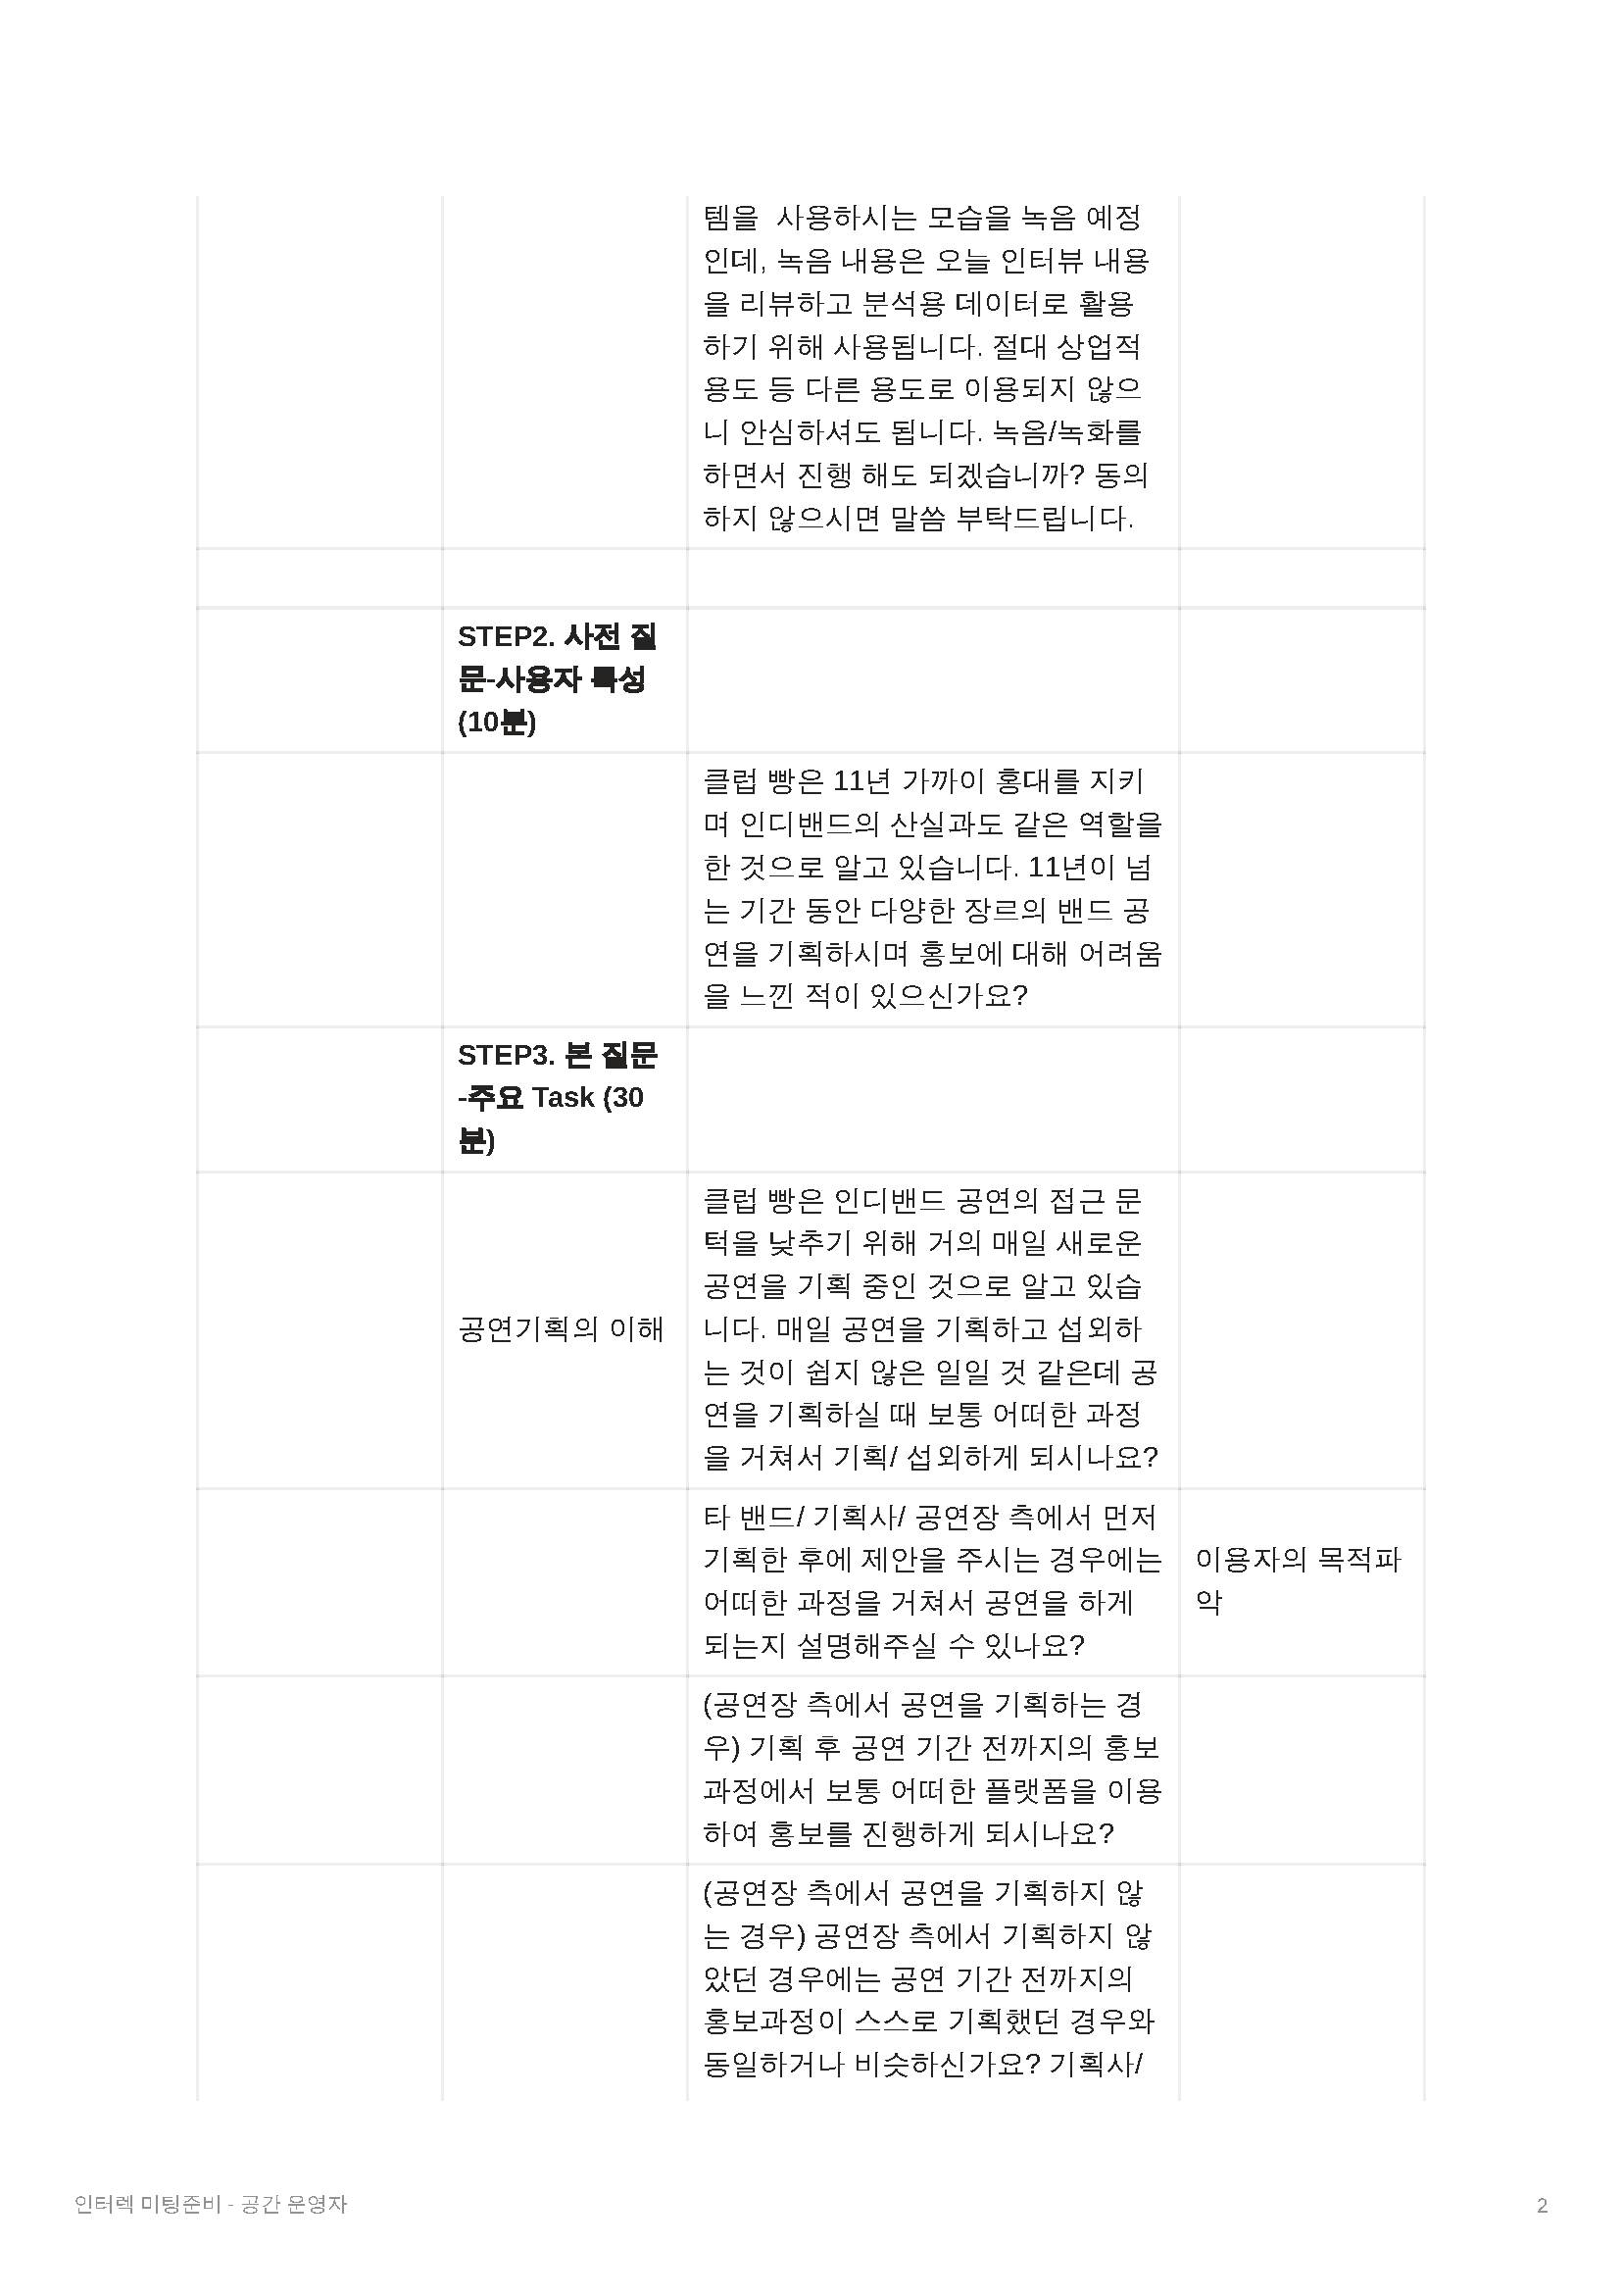 템을  사용하시는 모습을 녹음 예정
인데, 녹음 내용은 오늘 인터뷰 내용
을 리뷰하고 분석용 데이터로 활용
하기 위해 사용됩니다. 절대 상업적
용도 등 다른 용도로 이용되지 않으
니 안심하셔도 됩니다. 녹음/녹화를
하면서 진행 해도 되겠습니까? 동의
하지 않으시면 말씀 부탁드립니다.
STEP2. 사전 질
문-사용자 특성
(10분)
클럽 빵은 11년 가까이 홍대를 지키
며 인디밴드의 산실과도 같은 역할을
한 것으로 알고 있습니다. 11년이 넘
는 기간 동안 다양한 장르의 밴드 공
연을 기획하시며 홍보에 대해 어려움
을 느낀 적이 있으신가요?
STEP3. 본 질문
-주요 Task (30
분)
공연기획의 이해
클럽 빵은 인디밴드 공연의 접근 문
턱을 낮추기 위해 거의 매일 새로운
공연을 기획 중인 것으로 알고 있습
니다. 매일 공연을 기획하고 섭외하
는 것이 쉽지 않은 일일 것 같은데 공
연을 기획하실 때 보통 어떠한 과정
을 거쳐서 기획/ 섭외하게 되시나요?
타 밴드/ 기획사/ 공연장 측에서 먼저
기획한 후에 제안을 주시는 경우에는
어떠한 과정을 거쳐서 공연을 하게
되는지 설명해주실 수 있나요?
이용자의 목적파
악
(공연장 측에서 공연을 기획하는 경
우) 기획 후 공연 기간 전까지의 홍보
과정에서 보통 어떠한 플랫폼을 이용
하여 홍보를 진행하게 되시나요?
(공연장 측에서 공연을 기획하지 않
는 경우) 공연장 측에서 기획하지 않
았던 경우에는 공연 기간 전까지의
홍보과정이 스스로 기획했던 경우와
동일하거나 비슷하신가요? 기획사/
인터렉 미팅준비 - 공간 운영자
2